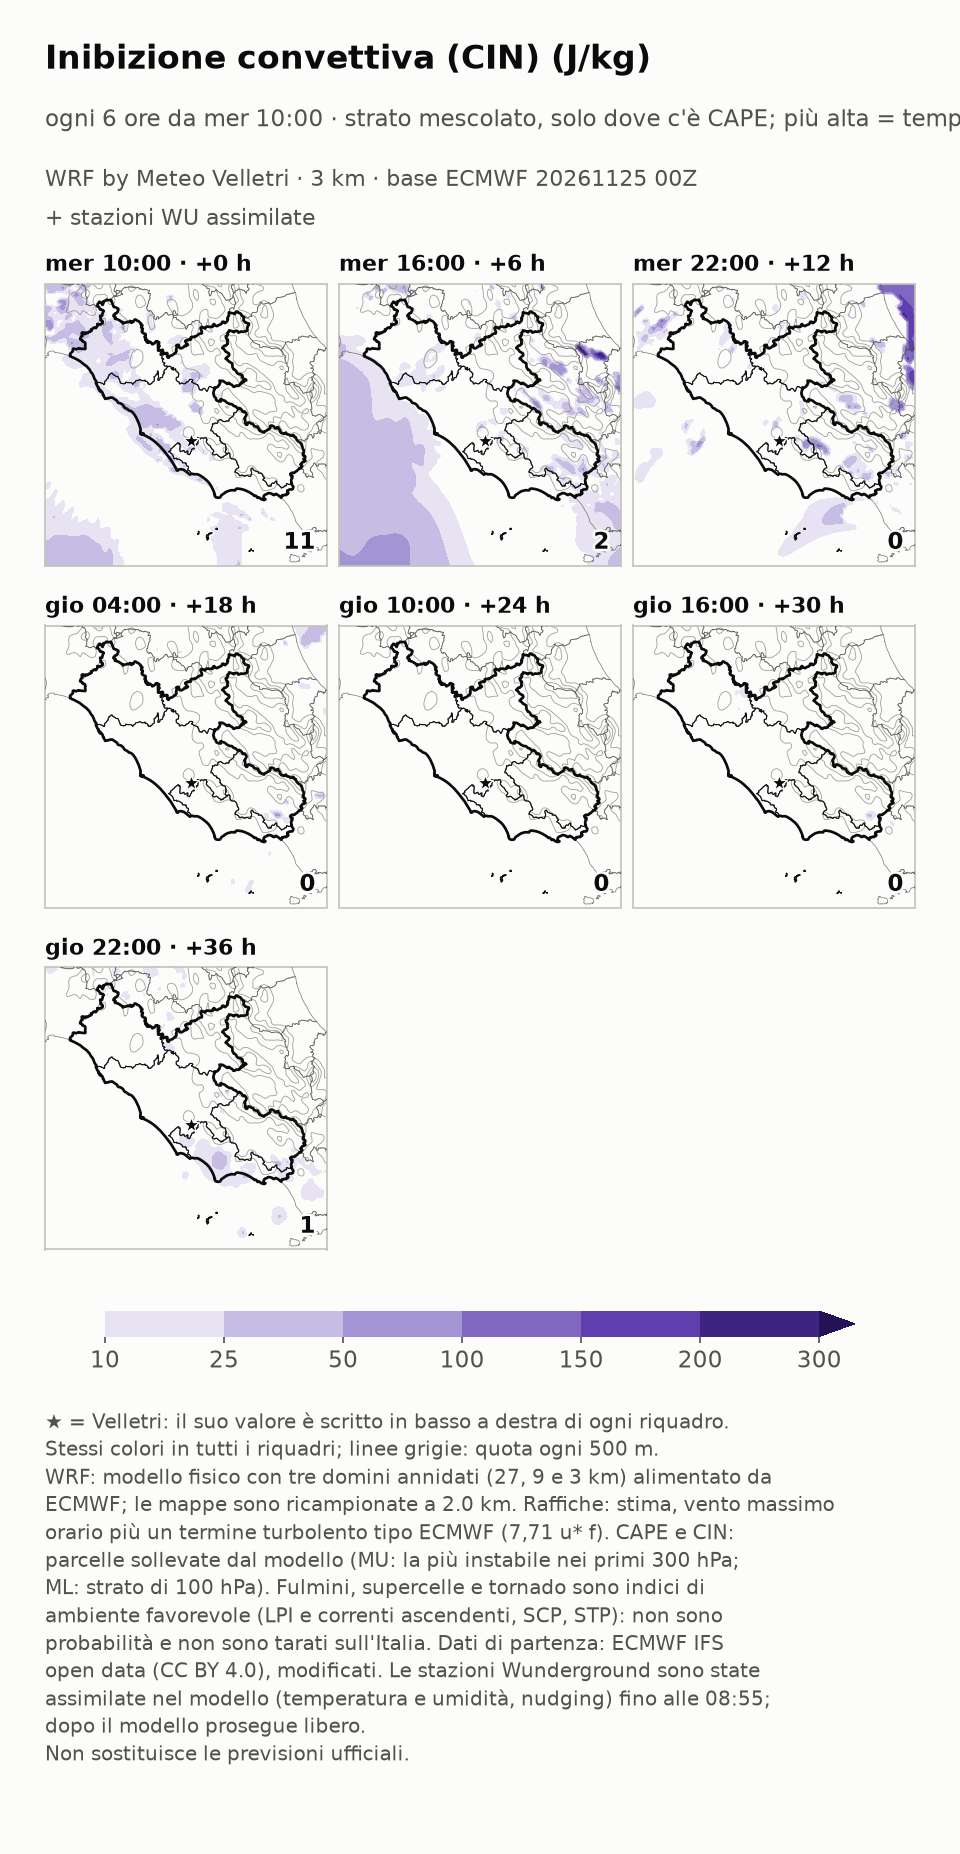 Inibizione convettiva (CIN) (J/kg)
ogni 6 ore da mer 10:00 · strato mescolato, solo dove c'è CAPE; più alta = temp
WRF by Meteo Velletri · 3 km · base ECMWF 20261125 00Z
+ stazioni WU assimilate
mer 10:00 · +0 h
mer 16:00 · +6 h
mer 22:00 · +12 h
11
2
0
gio 04:00 · +18 h
gio 10:00 · +24 h
gio 16:00 · +30 h
0
0
0
gio 22:00 · +36 h
1
10 25 50 100 150 200 300
★ = Velletri: il suo valore è scritto in basso a destra di ogni riquadro.
Stessi colori in tutti i riquadri; linee grigie: quota ogni 500 m.
WRF: modello fisico con tre domini annidati (27, 9 e 3 km) alimentato da
ECMWF; le mappe sono ricampionate a 2.0 km. Raffiche: stima, vento massimo
orario più un termine turbolento tipo ECMWF (7,71 u* f). CAPE e CIN:
parcelle sollevate dal modello (MU: la più instabile nei primi 300 hPa;
ML: strato di 100 hPa). Fulmini, supercelle e tornado sono indici di
ambiente favorevole (LPI e correnti ascendenti, SCP, STP): non sono
probabilità e non sono tarati sull'Italia. Dati di partenza: ECMWF IFS
open data (CC BY 4.0), modificati. Le stazioni Wunderground sono state
assimilate nel modello (temperatura e umidità, nudging) fino alle 08:55;
dopo il modello prosegue libero.
Non sostituisce le previsioni ufficiali.